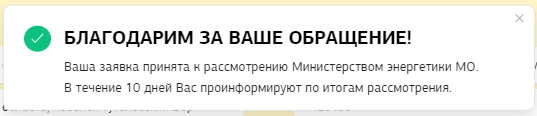 БЛАГОДАРИМ ЗА ВАШЕ ОБРАЩЕНИЕ!
Ваша заявка принята к рассмотрению Министерством энергетики МО.
В течение 10 дней Вас проинформируют по итогам рассмотрения.